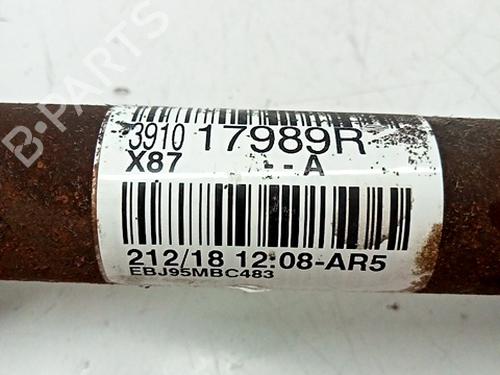 3910 17989R
X87 - - A
212/18 12:08-AR5
EBJ95MBC483
B-PARTS